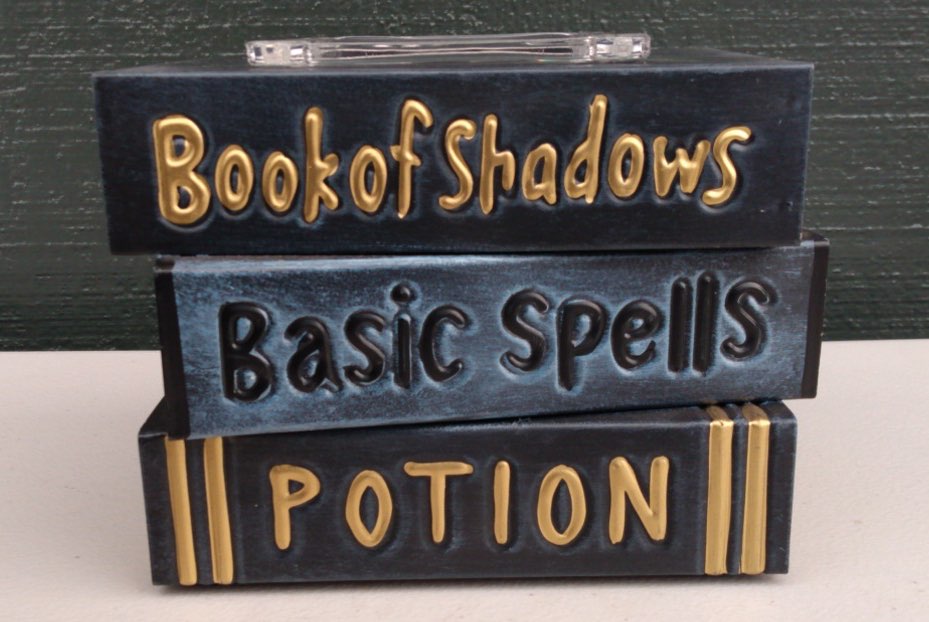 Book of Shadows
Basic Spells
POTION